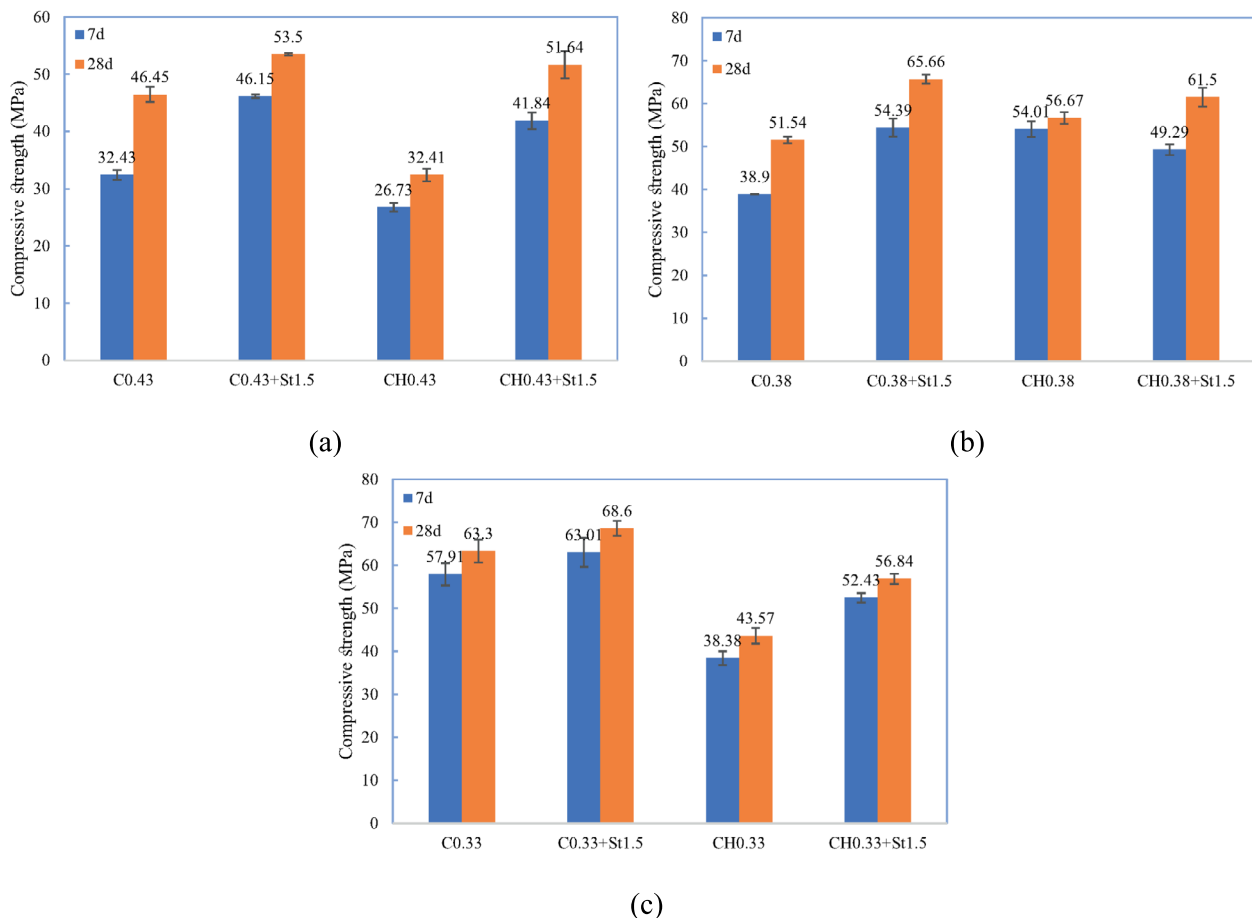 60
50
40
30
20
10
0
Compressive strength (MPa)
7d
28d
32.43
46.45
46.15
53.5
26.73
32.41
41.84
51.64
C0.43
C0.43+St1.5
CH0.43
CH0.43+St1.5
(a)
80
70
60
50
40
30
20
10
0
Compressive strength (MPa)
7d
28d
38.9
51.54
54.39
65.66
54.01
56.67
49.29
61.5
C0.38
C0.38+St1.5
CH0.38
CH0.38+St1.5
(b)
80
70
60
50
40
30
20
10
0
Compressive strength (MPa)
7d
28d
57.91
63.3
63.01
68.6
38.38
43.57
52.43
56.84
C0.33
C0.33+St1.5
CH0.33
CH0.33+St1.5
(c)